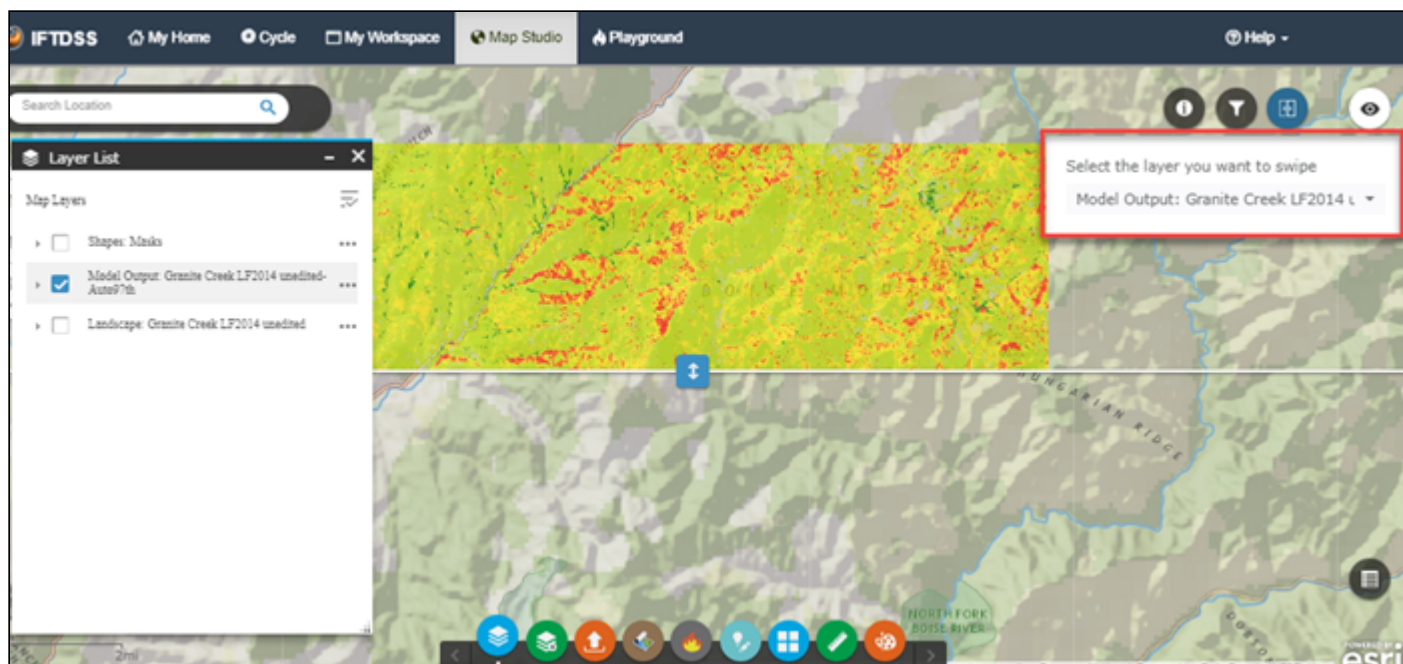 IFTDSS My Home Cycle My Workspace Map Studio Playground Help
Search Location
Layer List
Select the layer you want to swipe
Map Layers
Model Output: Granite Creek LF2014 u
Shapes: Masks
Model Output: Granite Creek LF2014 unedited-
Auto97th
Landscape: Granite Creek LF2014 unedited
HUNGARIAN RIDGE
NORTH FORK
BOISE RIVER
2mi
POWERED BY
esri